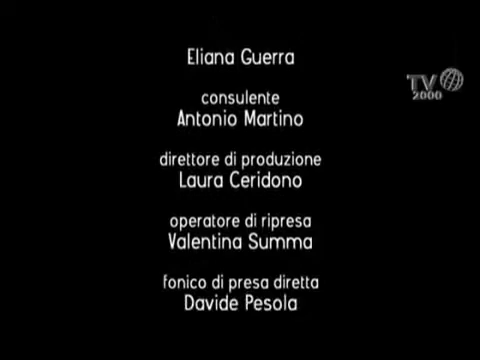 Eliana Guerra
TV
2000
consulente
Antonio Martino
direttore di produzione
Laura Ceridono
operatore di ripresa
Valentina Summa
fonico di presa diretta
Davide Pesola